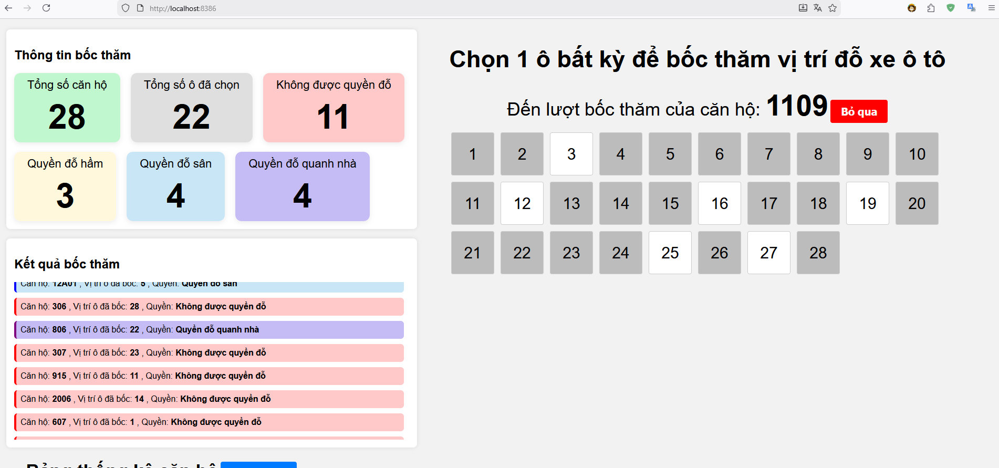 http://localhost:8386
Thông tin bốc thăm
Tổng số căn hộ
28
Tổng số ô đã chọn
22
Không được quyền đỗ
11
Quyền đỗ hầm
3
Quyền đỗ sân
4
Quyền đỗ quanh nhà
4
Kết quả bốc thăm
Căn hộ: 12A01 , Vị trí ô đã bốc: 5 , Quyền: Quyền đỗ sân
Căn hộ: 306 , Vị trí ô đã bốc: 28 , Quyền: Không được quyền đỗ
Căn hộ: 806 , Vị trí ô đã bốc: 22 , Quyền: Quyền đỗ quanh nhà
Căn hộ: 307 , Vị trí ô đã bốc: 23 , Quyền: Không được quyền đỗ
Căn hộ: 915 , Vị trí ô đã bốc: 11 , Quyền: Không được quyền đỗ
Căn hộ: 2006 , Vị trí ô đã bốc: 14 , Quyền: Không được quyền đỗ
Căn hộ: 607 , Vị trí ô đã bốc: 1 , Quyền: Không được quyền đỗ
Bảng thống kê căn hộ
Chọn 1 ô bất kỳ để bốc thăm vị trí đỗ xe ô tô
Đến lượt bốc thăm của căn hộ: 1109 Bỏ qua
1 2 3 4 5 6 7 8 9 10
11 12 13 14 15 16 17 18 19 20
21 22 23 24 25 26 27 28